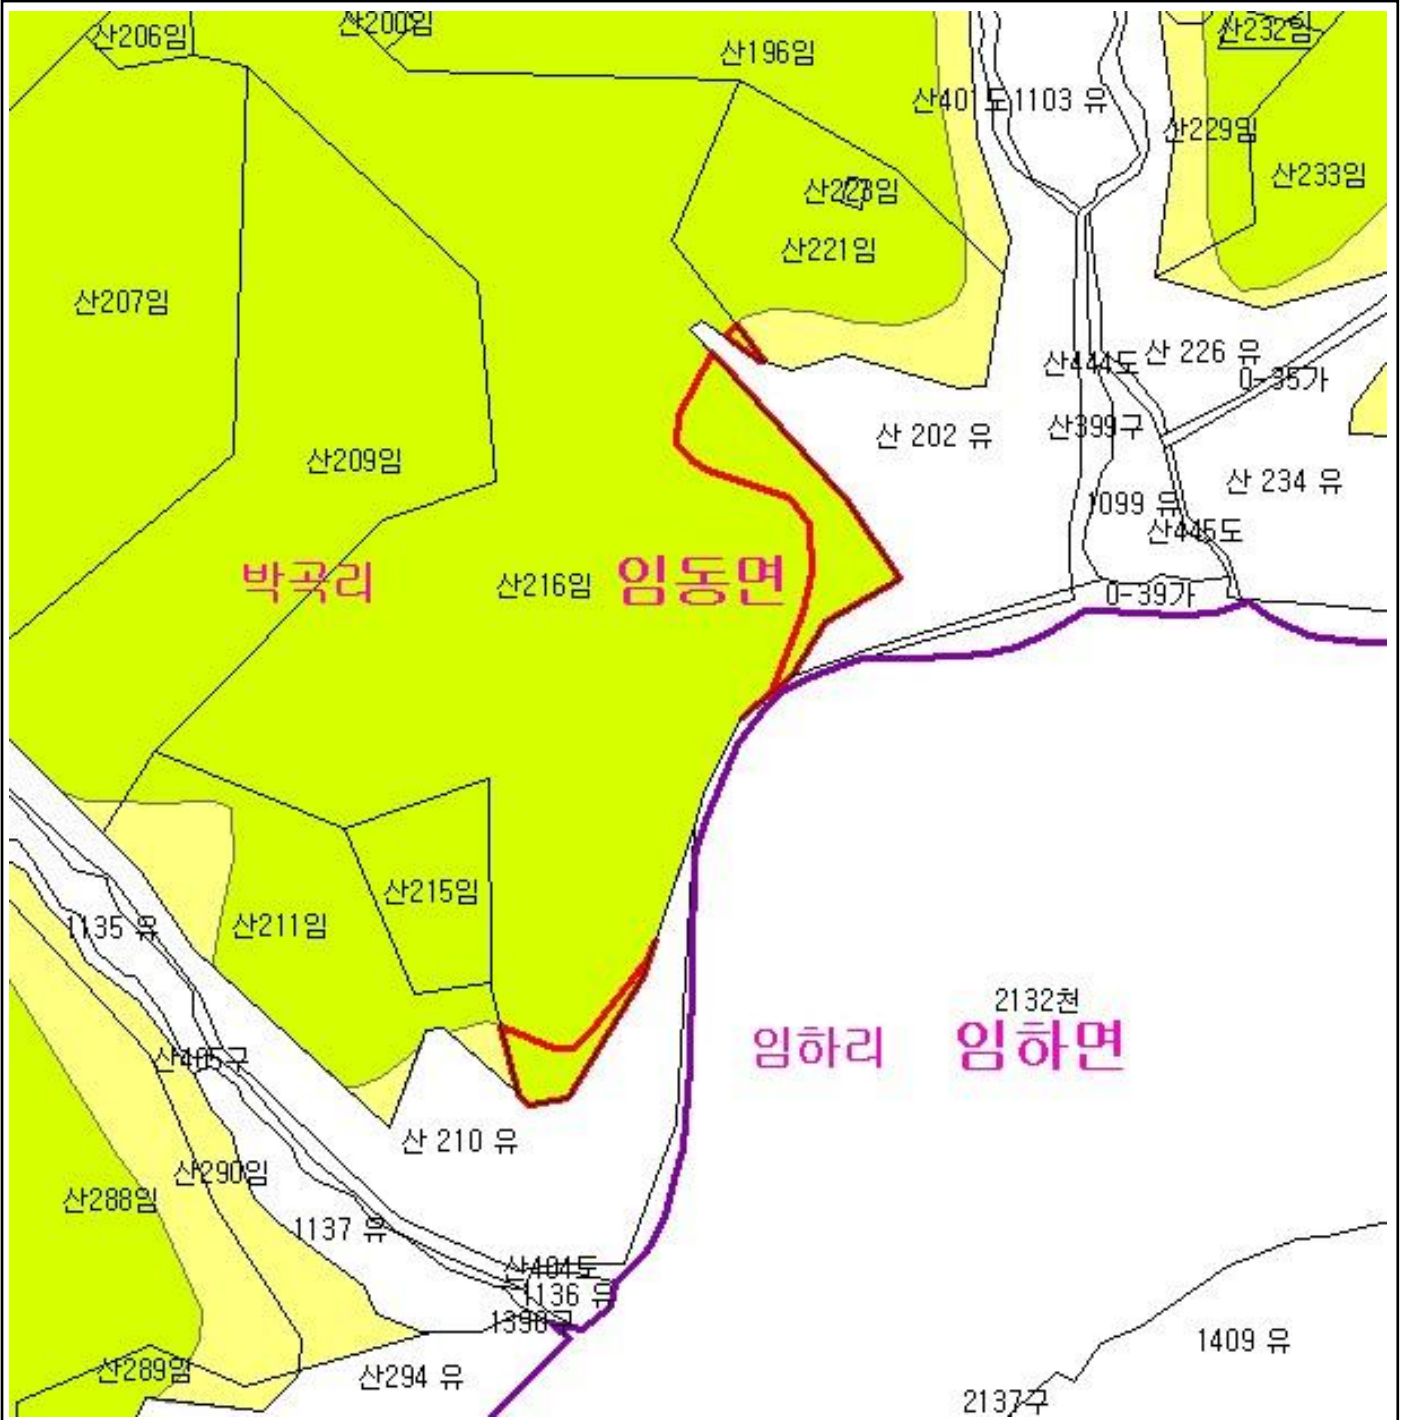 산206임
산200임
산196임
산232임
산401도
1103 유
산229임
산233임
산221임
산207임
산444도
산 226 유
0-35가
산 202 유
산399구
산209임
산 234 유
1099 유
산445도
박곡리
산216임
임동면
0-39가
산215임
1135 유
산211임
2132천
임하리
임하면
산405구
산 210 유
산290임
산288임
1137 유
산404도
1136 유
1398구
1409 유
산289임
산294 유
2137구